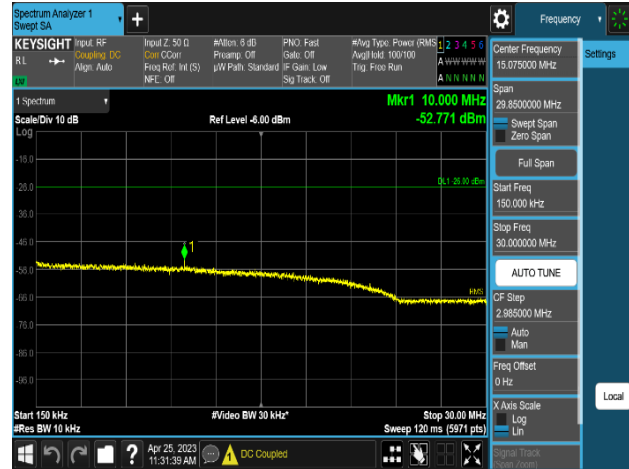 Spectrum Analyzer 1
Swept SA
Frequency
KEYSIGHT
Input: RF
Input Z: 50 Ω
#Atten: 6 dB
PNO: Fast
#Avg Type: Power (RMS)
1 2 3 4 5 6
RL
Coupling: DC
Corr CCorr
Preamp: Off
Gate: Off
Avg|Hold: 100/100
A W W W W W
Align: Auto
Freq Ref: Int (S)
µW Path: Standard
IF Gain: Low
Trig: Free Run
NFE: Off
Sig Track: Off
A N N N N N
LW
1 Spectrum
Mkr1 10.000 MHz
Scale/Div 10 dB
Ref Level -6.00 dBm
-52.771 dBm
Log
-16.0
DL1 -26.00 dBm
-26.0
-36.0
-46.0
1
-56.0
RMS
-66.0
-76.0
-86.0
-96.0
Start 150 kHz
#Video BW 30 kHz*
Stop 30.00 MHz
#Res BW 10 kHz
Sweep 120 ms (5971 pts)
Apr 25, 2023
11:31:39 AM
DC Coupled
Center Frequency
15.075000 MHz
Settings
Span
29.8500000 MHz
Swept Span
Zero Span
Full Span
Start Freq
150.000 kHz
Stop Freq
30.000000 MHz
AUTO TUNE
CF Step
2.985000 MHz
Auto
Man
Freq Offset
0 Hz
Local
X Axis Scale
Log
Lin
Signal Track
(Span Zoom)